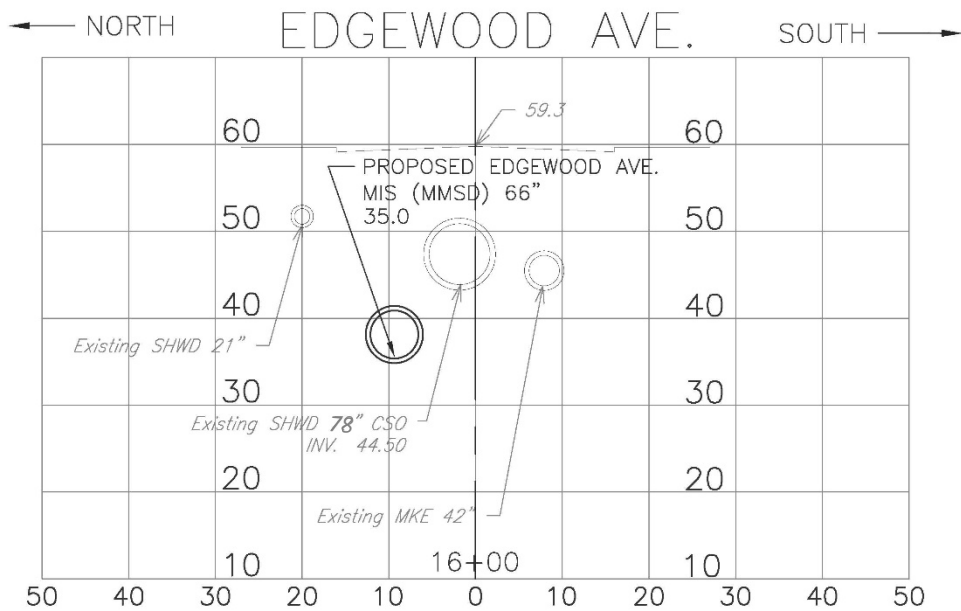 NORTH
EDGEWOOD AVE.
SOUTH
59.3
60
60
PROPOSED EDGEWOOD AVE.
MIS (MMSD) 66"
35.0
50
50
40
40
Existing SHWD 21"
30
30
Existing SHWD 78" CSO
INV. 44.50
20
20
Existing MKE 42"
10
16+00
10
50 40 30 20 10 0 10 20 30 40 50